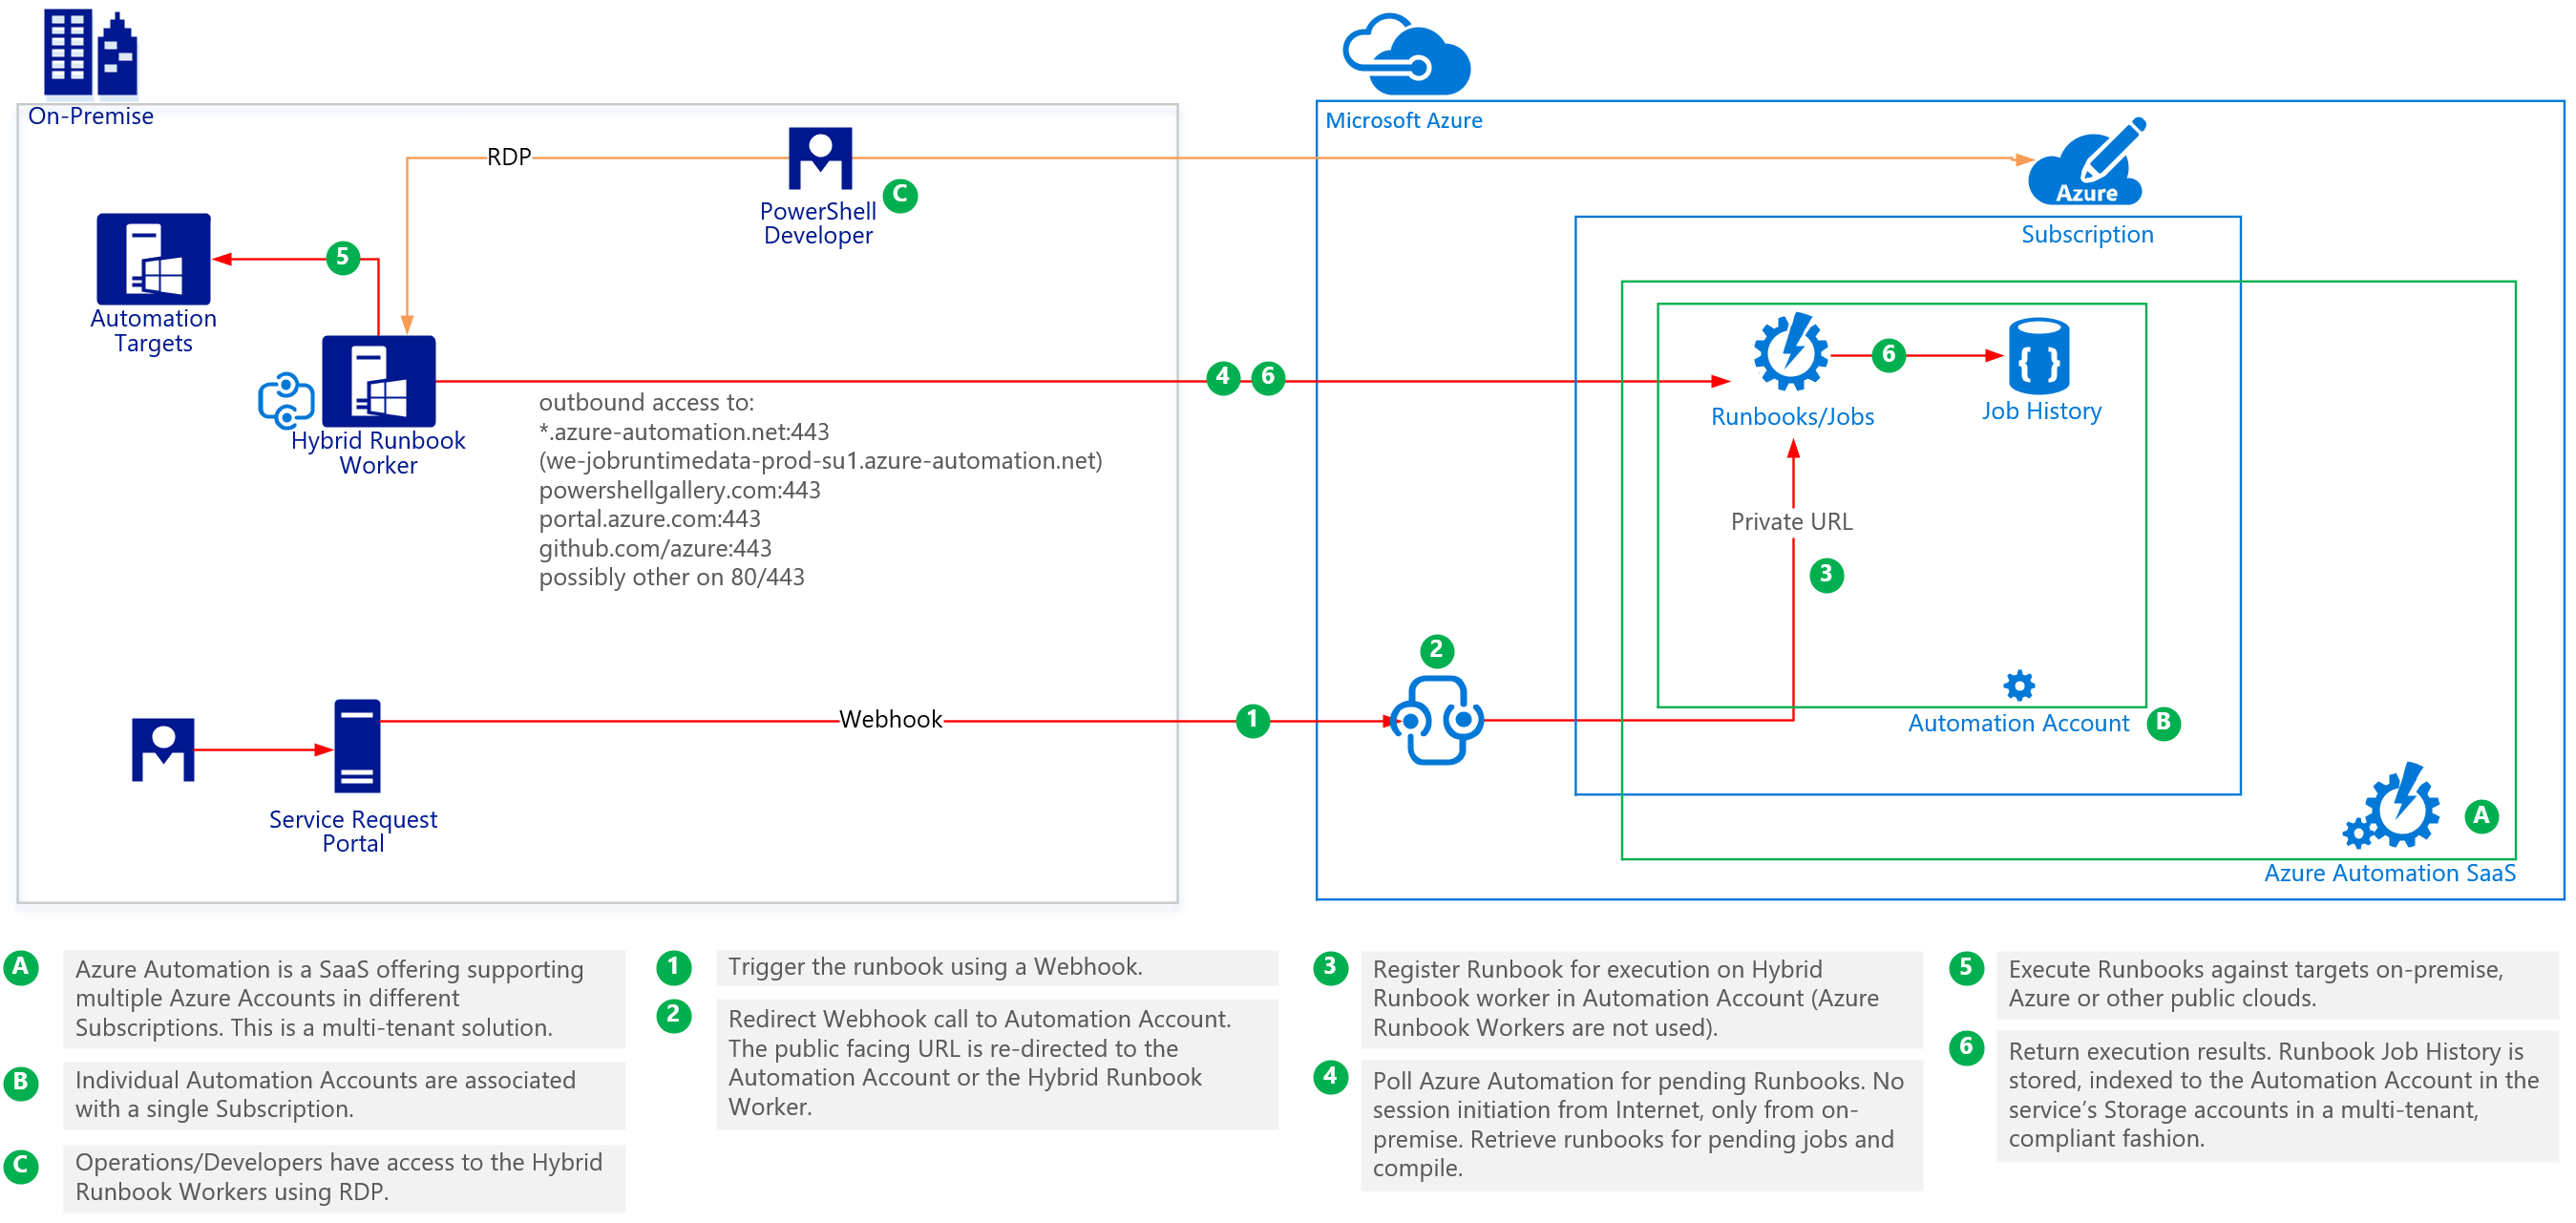 On-Premise
Microsoft Azure
RDP
C
PowerShell
Developer
Azure
Subscription
5
Automation
Targets
Hybrid Runbook
Worker
4
6
outbound access to:
*.azure-automation.net:443
(we-jobruntimedata-prod-su1.azure-automation.net)
powershellgallery.com:443
portal.azure.com:443
github.com/azure:443
possibly other on 80/443
6
{ }
Runbooks/Jobs
Job History
Private URL
3
2
Webhook
1
Service Request
Portal
Automation Account
B
A
Azure Automation SaaS
A
Azure Automation is a SaaS offering supporting
multiple Azure Accounts in different
Subscriptions. This is a multi-tenant solution.
B
Individual Automation Accounts are associated
with a single Subscription.
C
Operations/Developers have access to the Hybrid
Runbook Workers using RDP.
1
Trigger the runbook using a Webhook.
2
Redirect Webhook call to Automation Account.
The public facing URL is re-directed to the
Automation Account or the Hybrid Runbook
Worker.
3
Register Runbook for execution on Hybrid
Runbook worker in Automation Account (Azure
Runbook Workers are not used).
4
Poll Azure Automation for pending Runbooks. No
session initiation from Internet, only from on-
premise. Retrieve runbooks for pending jobs and
compile.
5
Execute Runbooks against targets on-premise,
Azure or other public clouds.
6
Return execution results. Runbook Job History is
stored, indexed to the Automation Account in the
service’s Storage accounts in a multi-tenant,
compliant fashion.